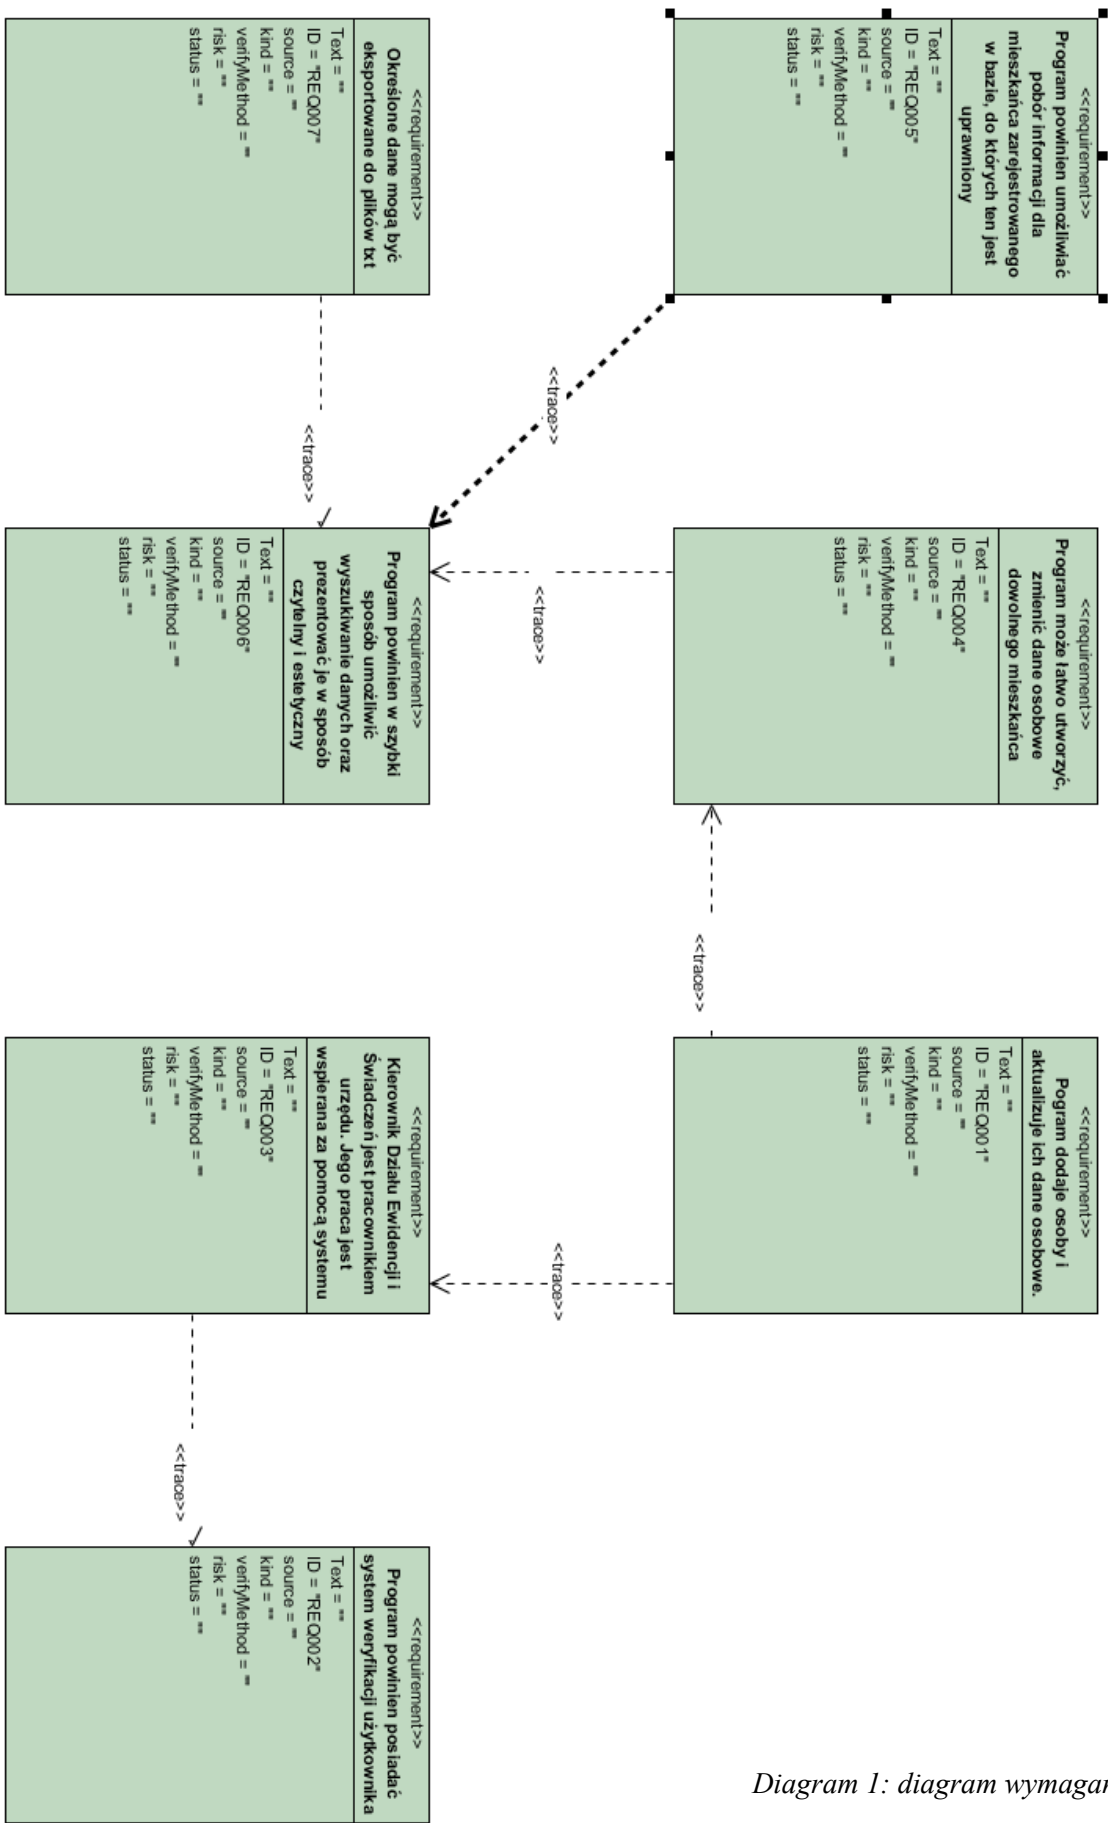 <<requirement>>
Program powinien umożliwiać
pobór informacji dla
mieszkańca zarejestrowanego
w bazie, do których ten jest
uprawniony
Text = ""
ID = "REQ005"
source = ""
kind = ""
verifyMethod = ""
risk = ""
status = ""
<<trace>>
<<requirement>>
Program może łatwo utworzyć,
zmienić dane osobowe
dowolnego mieszkańca
Text = ""
ID = "REQ004"
source = ""
kind = ""
verifyMethod = ""
risk = ""
status = ""
<<trace>>
<<trace>>
<<requirement>>
Pogram dodaje osoby i
aktualizuje ich dane osobowe.
Text = ""
ID = "REQ001"
source = ""
kind = ""
verifyMethod = ""
risk = ""
status = ""
<<trace>>
<<requirement>>
Określone dane mogą być
eksportowane do plików txt
Text = ""
ID = "REQ007"
source = ""
kind = ""
verifyMethod = ""
risk = ""
status = ""
<<trace>>
<<requirement>>
Program powinien w szybki
sposób umożliwić
wyszukiwanie danych oraz
prezentować je w sposób
czytelny i estetyczny
Text = ""
ID = "REQ006"
source = ""
kind = ""
verifyMethod = ""
risk = ""
status = ""
<<requirement>>
Kierownik Działu Ewidencji i
Świadczeń jest pracownikiem
urzędu. Jego praca jest
wspierana za pomocą systemu
Text = ""
ID = "REQ003"
source = ""
kind = ""
verifyMethod = ""
risk = ""
status = ""
<<trace>>
<<requirement>>
Program powinien posiadać
system weryfikacji użytkownika
Text = ""
ID = "REQ002"
source = ""
kind = ""
verifyMethod = ""
risk = ""
status = ""
Diagram 1: diagram wymagań